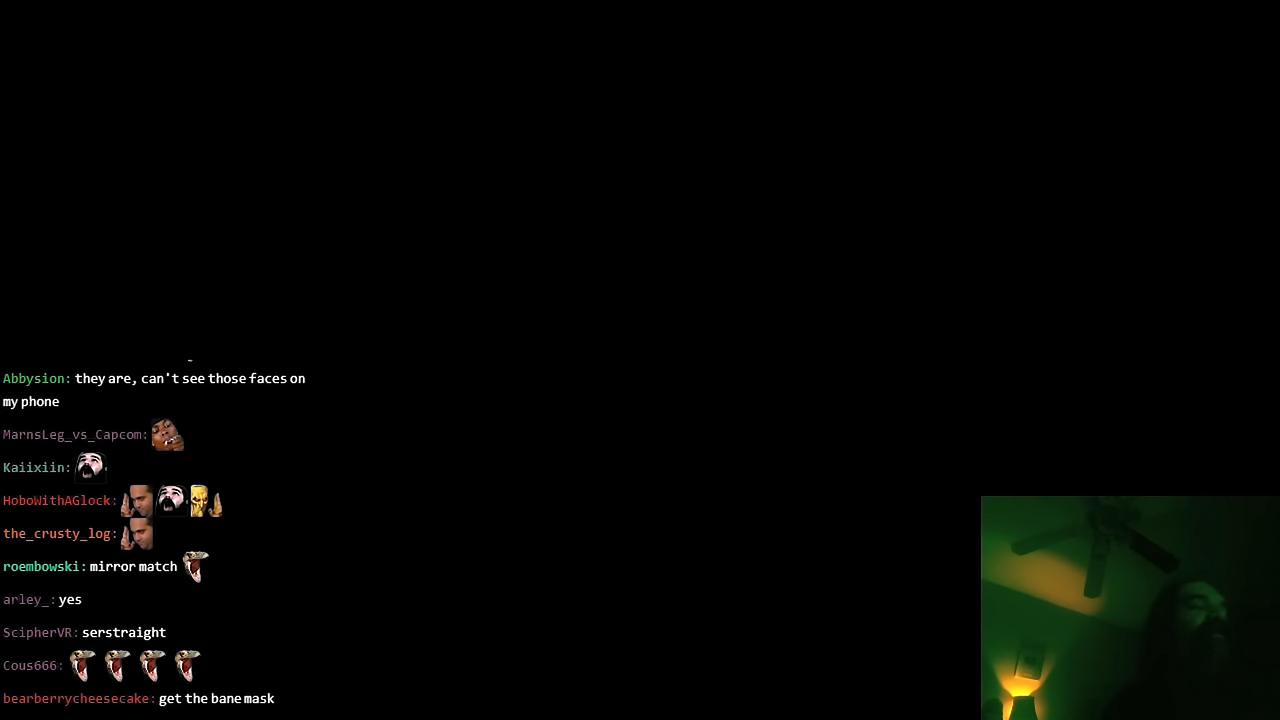 Abbysion: they are, can't see those faces on
my phone
MarnsLeg_vs_Capcom:
Kaiixiin:
HoboWithAGlock:
the_crusty_log:
roembowski: mirror match
arley_: yes
ScipherVR: serstraight
Cous666:
bearberrycheesecake: get the bane mask